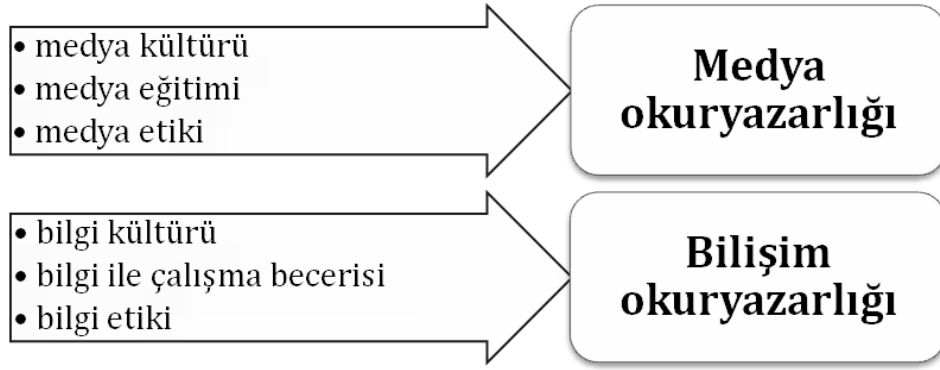 • medya kültürü
• medya eğitimi
• medya etiki
Medya
okuryazarlığı
• bilgi kültürü
• bilgi ile çalışma becerisi
• bilgi etiki
Bilişim
okuryazarlığı